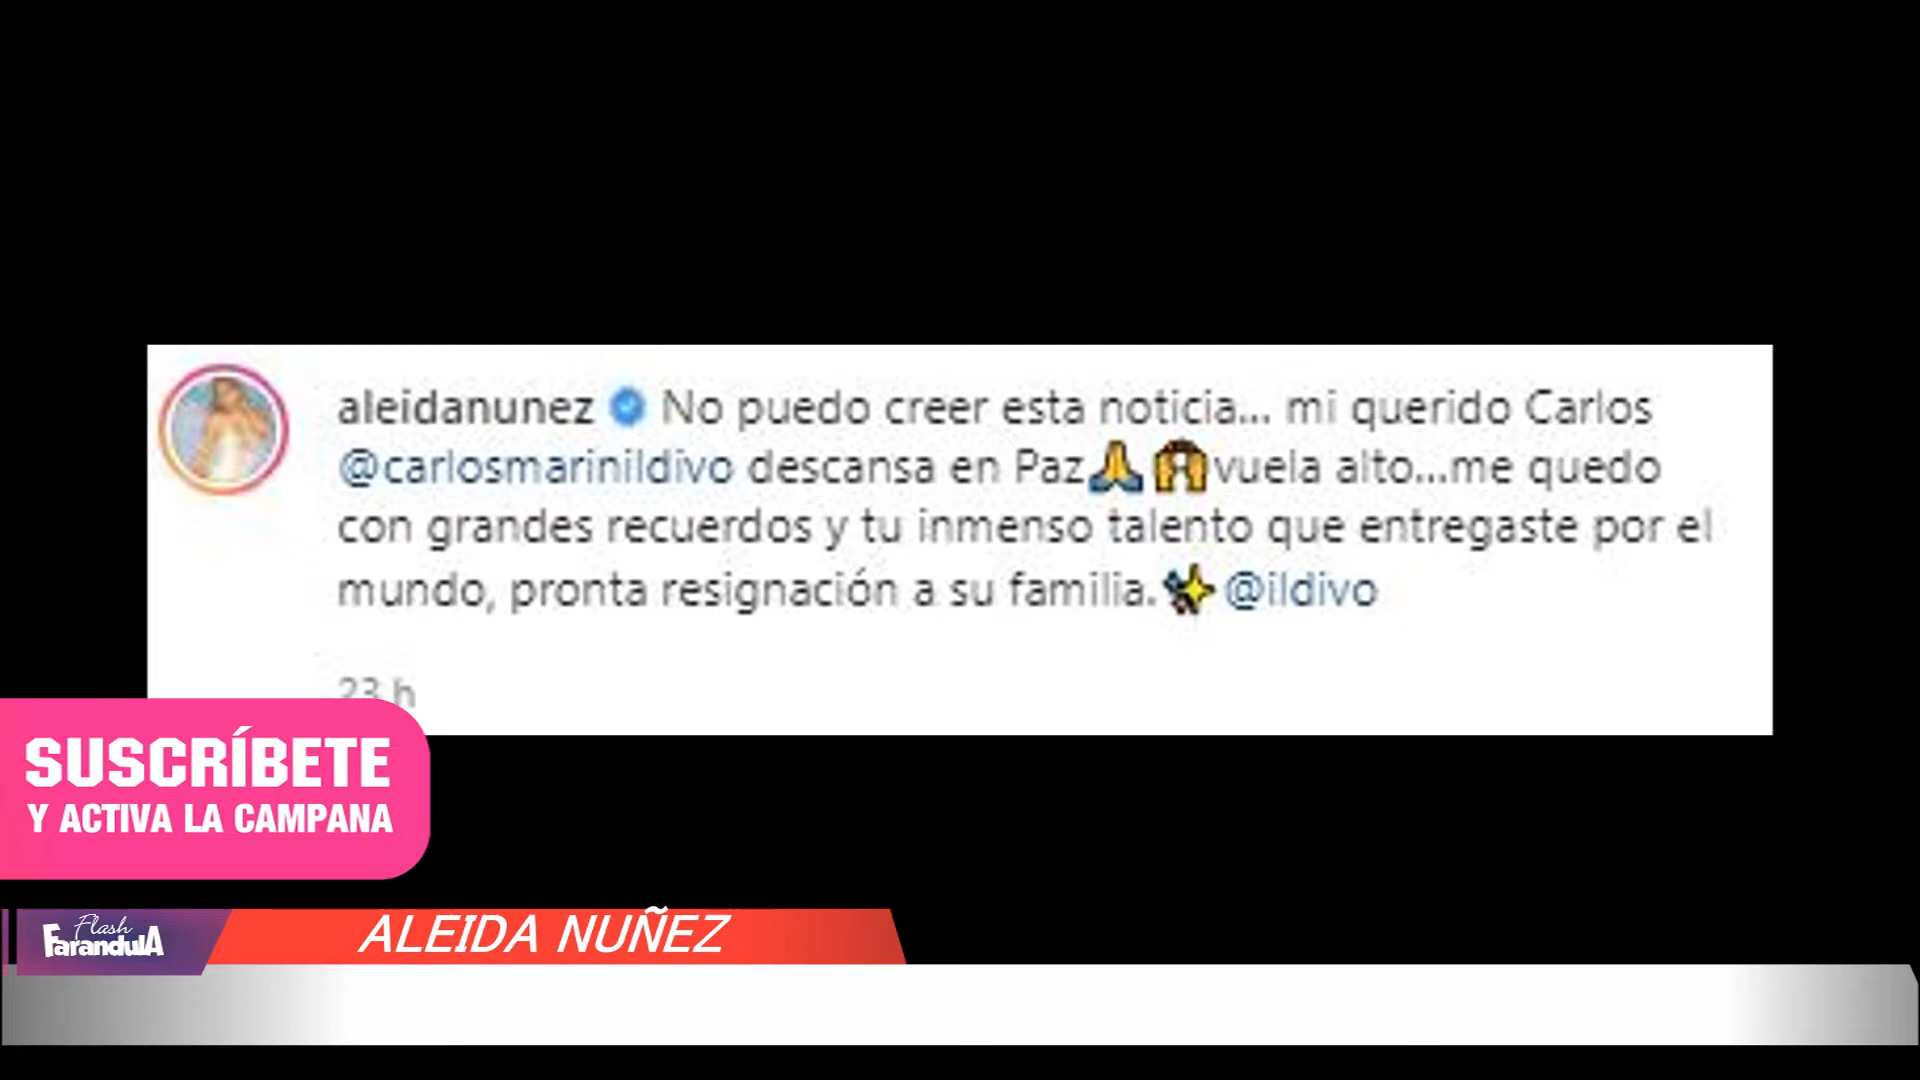 aleidanunez No puedo creer esta noticia... mi querido Carlos
@carlosmarinildivo descansa en Paz🙏🙌vuela alto...me quedo
con grandes recuerdos y tu inmenso talento que entregaste por el
mundo, pronta resignación a su familia.✨ @ildivo
23 h
SUSCRÍBETE
Y ACTIVA LA CAMPANA
Flash
FarandulA
ALEIDA NUÑEZ